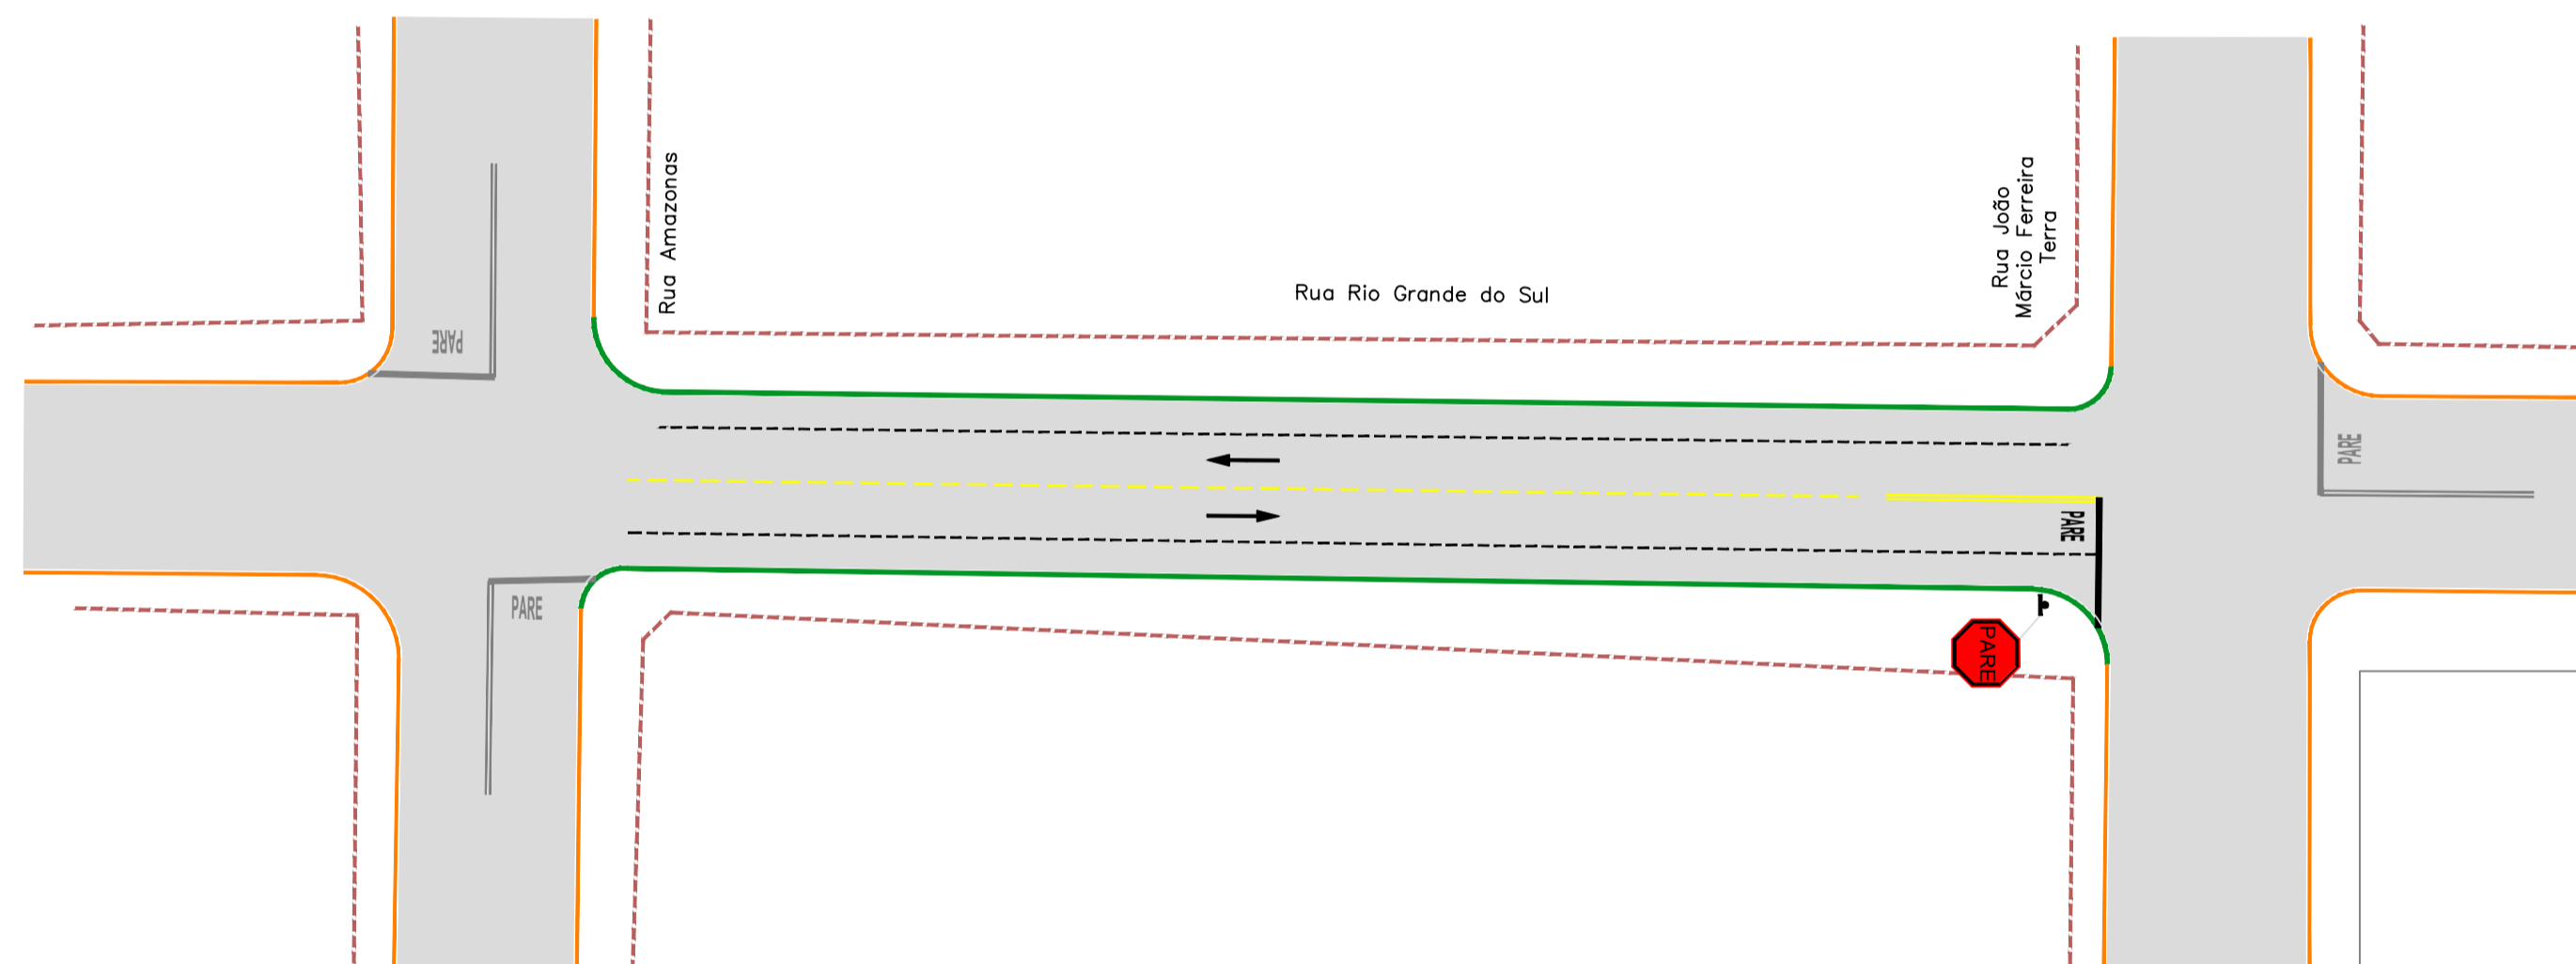 Rua Amazonas
Rua João
Márcio Ferreira
Terra
Rua Rio Grande do Sul
PARE
PARE
PARE
PARE
PARE